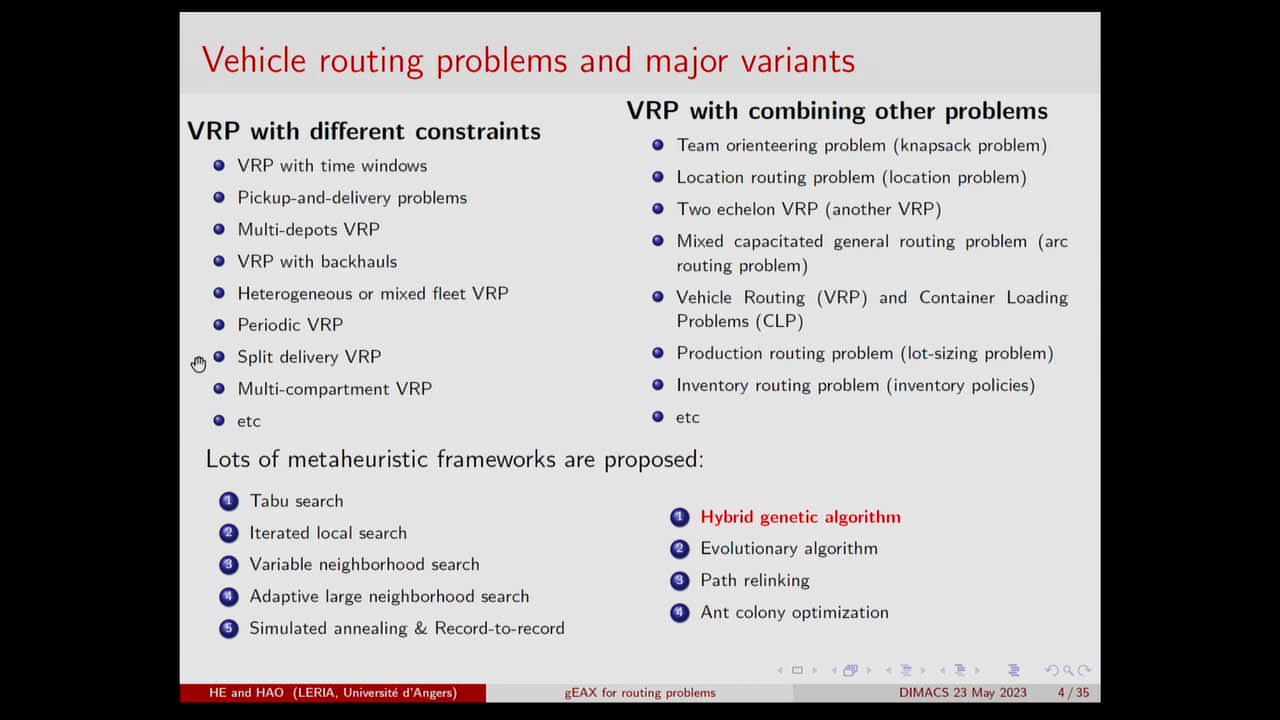 Vehicle routing problems and major variants
VRP with different constraints
VRP with time windows
Pickup-and-delivery problems
Multi-depots VRP
VRP with backhauls
Heterogeneous or mixed fleet VRP
Periodic VRP
Split delivery VRP
Multi-compartment VRP
etc
VRP with combining other problems
Team orienteering problem (knapsack problem)
Location routing problem (location problem)
Two echelon VRP (another VRP)
Mixed capacitated general routing problem (arc
routing problem)
Vehicle Routing (VRP) and Container Loading
Problems (CLP)
Production routing problem (lot-sizing problem)
Inventory routing problem (inventory policies)
etc
Lots of metaheuristic frameworks are proposed:
1 Tabu search
2 Iterated local search
3 Variable neighborhood search
4 Adaptive large neighborhood search
5 Simulated annealing & Record-to-record
1 Hybrid genetic algorithm
2 Evolutionary algorithm
3 Path relinking
4 Ant colony optimization
HE and HAO (LERIA, Université d'Angers)
gEAX for routing problems
DIMACS 23 May 2023
4 / 35